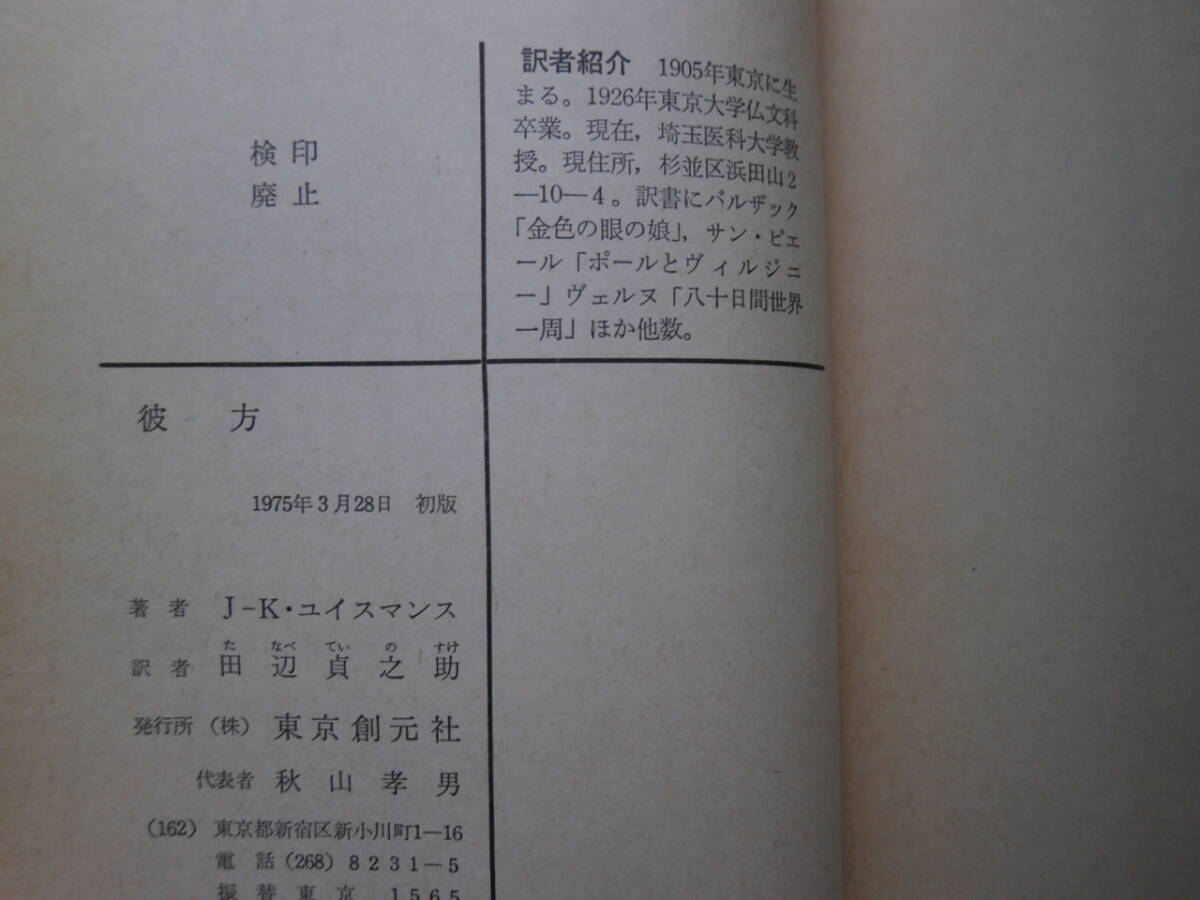 検印
廃止
訳者紹介　1905年東京に生
まる。1926年東京大学仏文科
卒業。現在，埼玉医科大学教
授。現住所，杉並区浜田山2
—10—4。訳書にバルザック
「金色の眼の娘」，サン・ピエ
ール「ポールとヴィルジニ
ー」ヴェルヌ「八十日間世界
一周」ほか他数。
彼　方
1975年3月28日　初版
著者　J-K・ユイスマンス
た　なべ　てい　の　すけ
訳者　田辺貞之助
発行所（株）東京創元社
代表者　秋山孝男
（162）東京都新宿区新小川町1—16
電話（268）8231—5
振替東京　1565